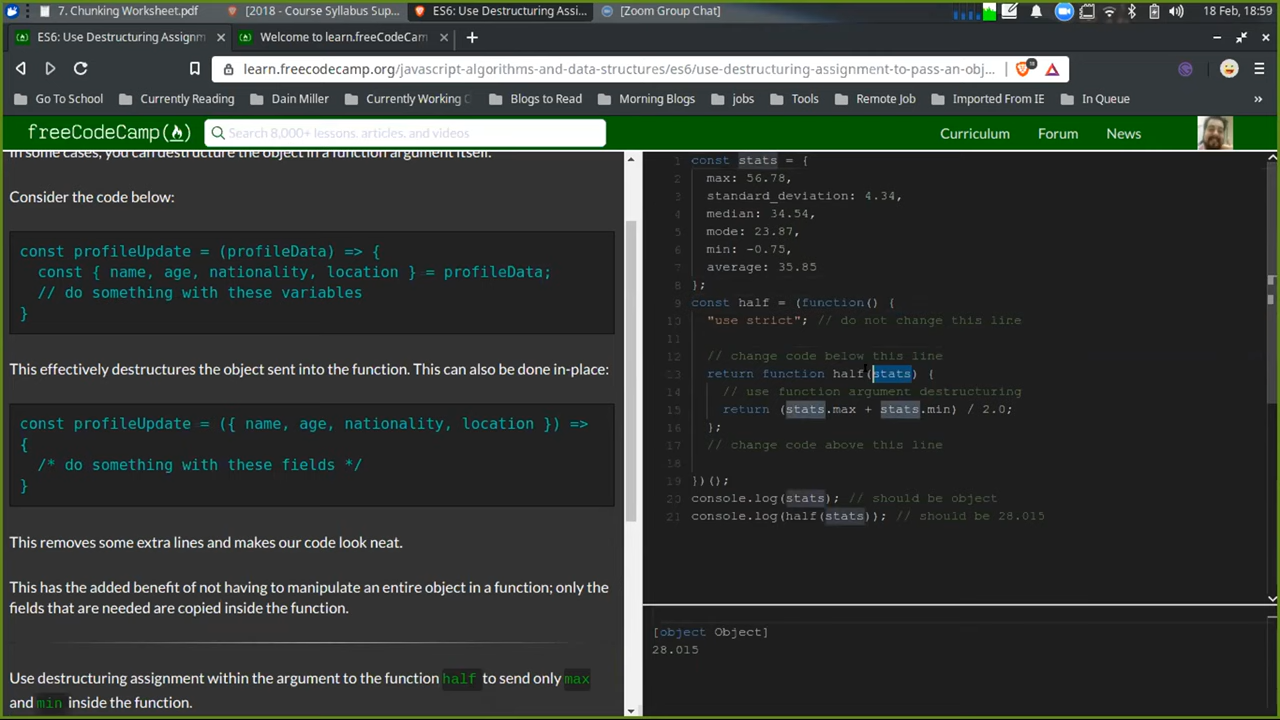 7. Chunking Worksheet.pdf
[2018 - Course Syllabus Sup...
ES6: Use Destructuring Assi...
[Zoom Group Chat]
18 Feb, 18:59
ES6: Use Destructuring Assignm
Welcome to learn.freeCodeCam
learn.freecodecamp.org/javascript-algorithms-and-data-structures/es6/use-destructuring-assignment-to-pass-an-obj...
18
Go To School
Currently Reading
Dain Miller
Currently Working
Blogs to Read
Morning Blogs
jobs
Tools
Remote Job
Imported From IE
In Queue
»
freeCodeCamp
Search 8,000+ lessons, articles, and videos
Curriculum
Forum
News
In some cases, you can destructure the object in a function argument itself.
Consider the code below:
const profileUpdate = (profileData) => {
const { name, age, nationality, location } = profileData;
// do something with these variables
}
This effectively destructures the object sent into the function. This can also be done in-place:
const profileUpdate = ({ name, age, nationality, location }) =>
{
/* do something with these fields */
}
This removes some extra lines and makes our code look neat.
This has the added benefit of not having to manipulate an entire object in a function; only the
fields that are needed are copied inside the function.
Use destructuring assignment within the argument to the function half to send only max
and min inside the function.
1 const stats = {
2 max: 56.78,
3 standard_deviation: 4.34,
4 median: 34.54,
5 mode: 23.87,
6 min: -0.75,
7 average: 35.85
8 };
9 const half = (function() {
10 "use strict"; // do not change this line
11
12 // change code below this line
13 return function half(stats) {
14 // use function argument destructuring
15 return (stats.max + stats.min) / 2.0;
16 };
17 // change code above this line
18
19 })();
20 console.log(stats); // should be object
21 console.log(half(stats)); // should be 28.015
[object Object]
28.015